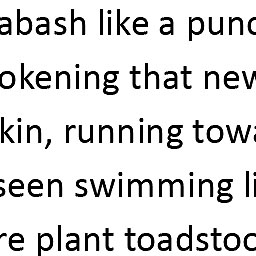 abash like a punc
okening that new
kin, running towa
seen swimming li
re plant toadstoo